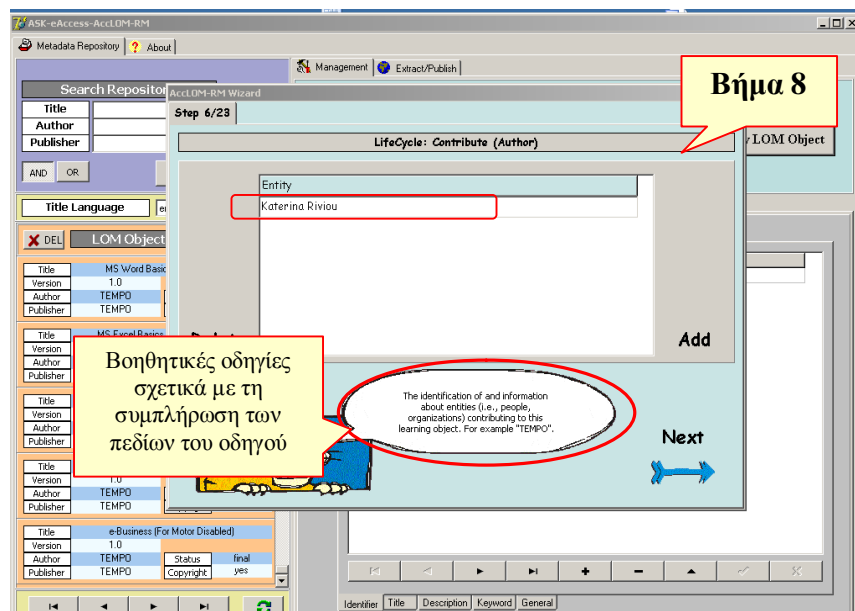 ASK-eAccess-AccLOM-RM
Metadata Repository
About
Management
Extract/Publish
Search
Title
Author
Publisher
AND
OR
Title Language
DEL
LOM
AccLOM-RM Wizard
Step 6/23
LifeCycle: Contribute (Author)
Entity
Katerina Riviou
Add
The identification of and information
about entities (i.e., people,
organizations) contributing to this
learning object. For example "TEMPO".
Next
Βήμα 8
LOM Object
Βοηθητικές οδηγίες
σχετικά με τη
συμπλήρωση των
πεδίων του οδηγού
Title MS Word
Version 1.0
Author TEMPO
Publisher TEMPO
Title MS Excel
Version
Author
Publisher
Title
Version
Author
Publisher
Title
Version 1.0
Author TEMPO
Publisher TEMPO
Title e-Business (For Motor Disabled)
Version 1.0
Author TEMPO Status final
Publisher TEMPO Copyright yes
Identifier Title Description Keyword General